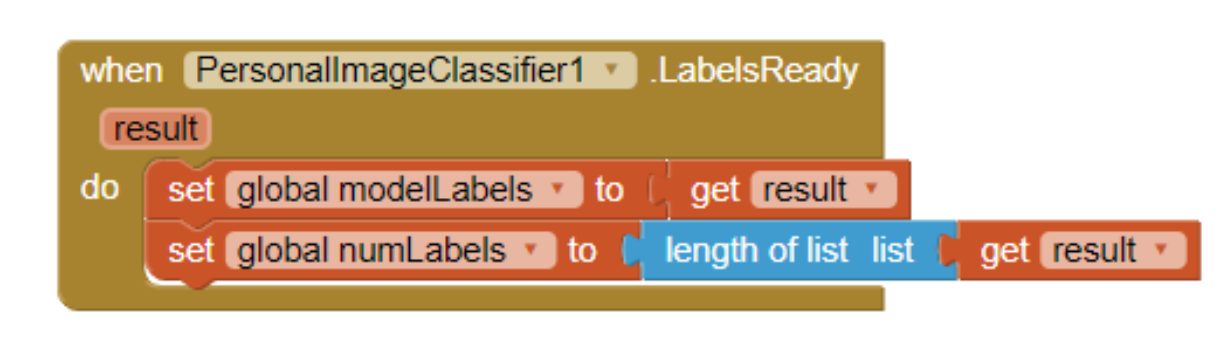 when PersonalImageClassifier1 .LabelsReady
result
do set global modelLabels to get result
set global numLabels to length of list list get result